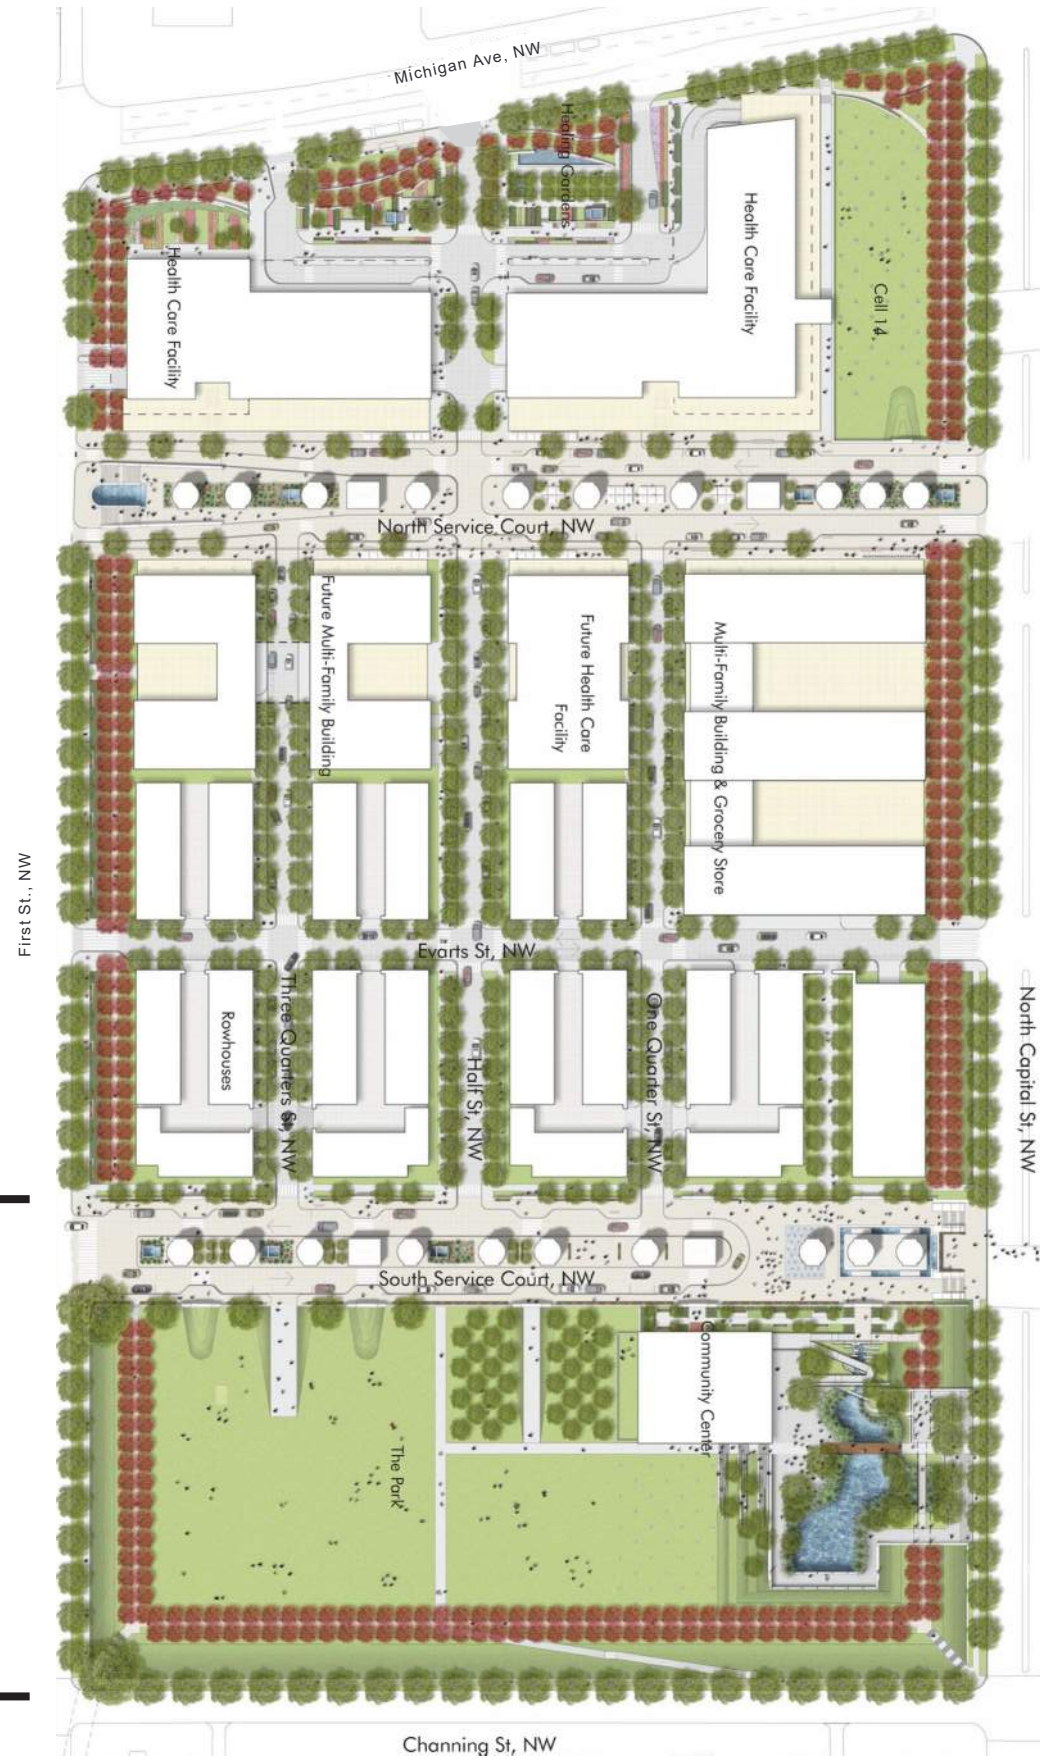 Michigan Ave, NW
Healing Gardens
Health Care Facility
Health Care Facility
Cell 14
North Service Court, NW
Future Multi-Family Building
Future Health Care
Facility
Multi-Family Building & Grocery Store
First St., NW
Evarts St, NW
Rowhouses
Three Quarters St, NW
Half St, NW
One Quarter St, NW
North Capital St, NW
South Service Court, NW
Community Center
The Park
Channing St, NW